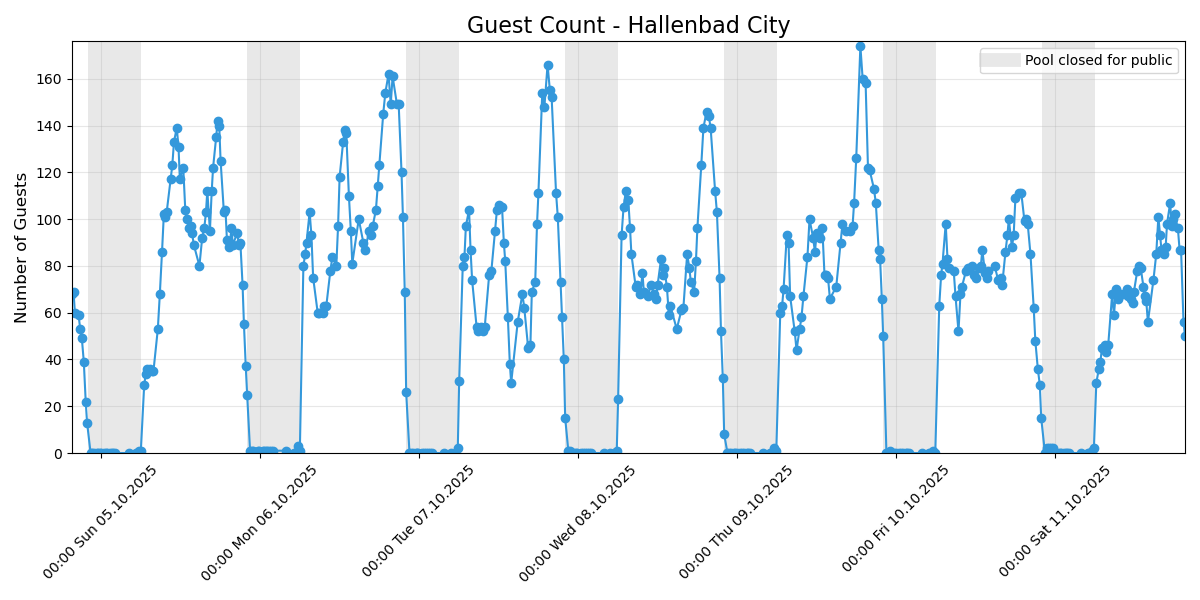 Guest Count - Hallenbad City
Pool closed for public
Number of Guests
160
140
120
100
80
60
40
20
0
00:00 Sun 05.10.2025
00:00 Mon 06.10.2025
00:00 Tue 07.10.2025
00:00 Wed 08.10.2025
00:00 Thu 09.10.2025
00:00 Fri 10.10.2025
00:00 Sat 11.10.2025